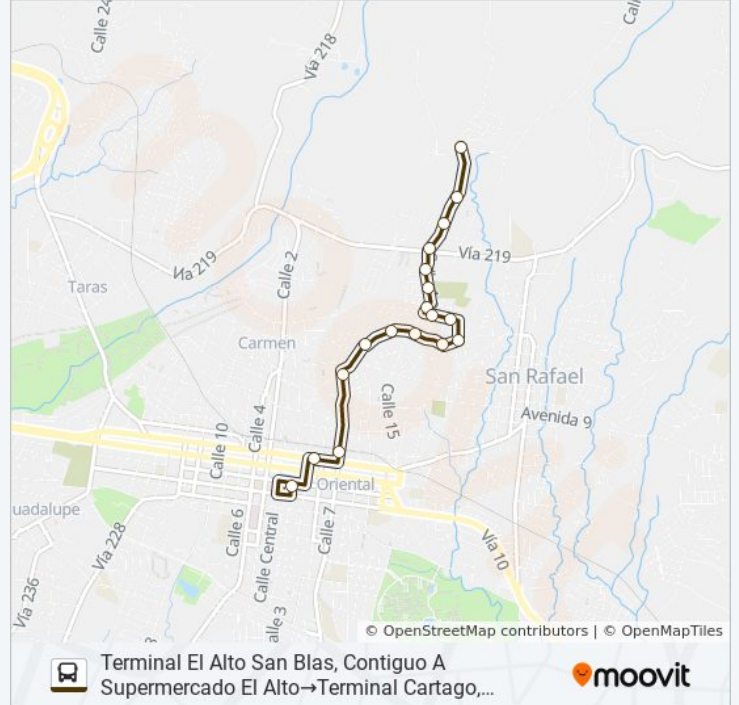 Calle 24
Vía 218
Vía 219
Calle 2
Vía 219
Taras
Carmen
San Rafael
Calle 15
Avenida 9
Calle 4
Calle 10
Oriental
uadalupe
Calle 6
Calle 7
Vía 228
Calle Central
Vía 10
Vía 236
alle 3
© OpenStreetMap contributors | © OpenMapTiles
Terminal El Alto San Blas, Contiguo A
Supermercado El Alto→Terminal Cartago,…
moovit